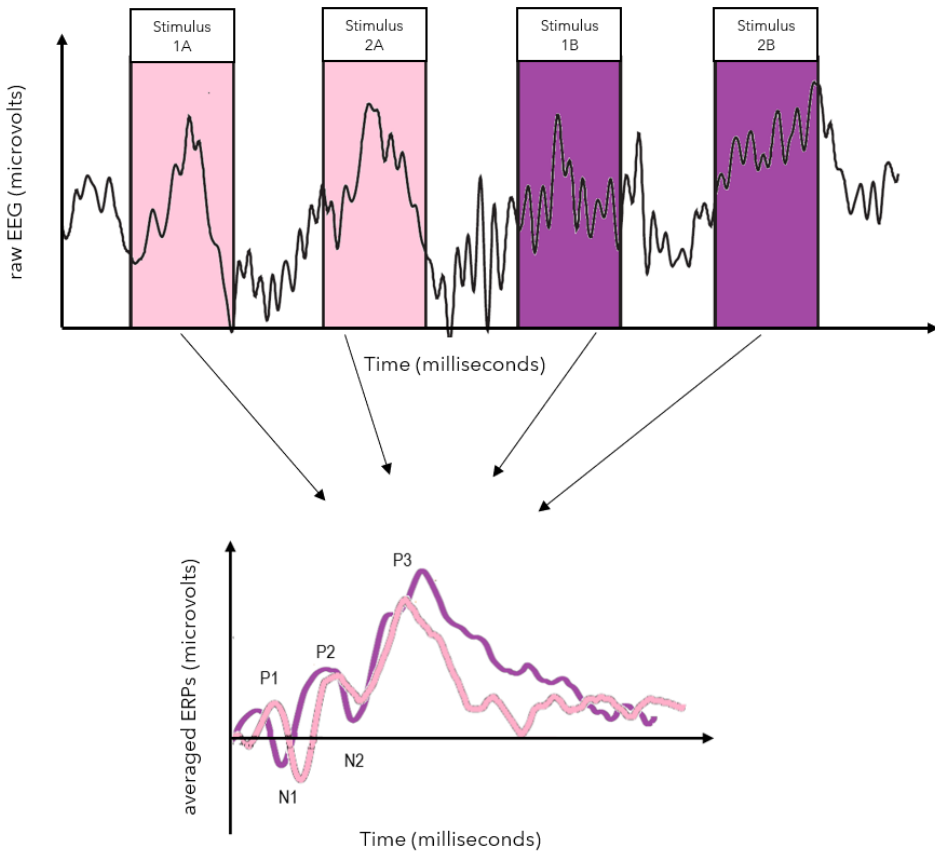 Stimulus
1A
Stimulus
2A
Stimulus
1B
Stimulus
2B
raw EEG (microvolts)
Time (milliseconds)
averaged ERPs (microvolts)
P3
P2
P1
N2
N1
Time (milliseconds)